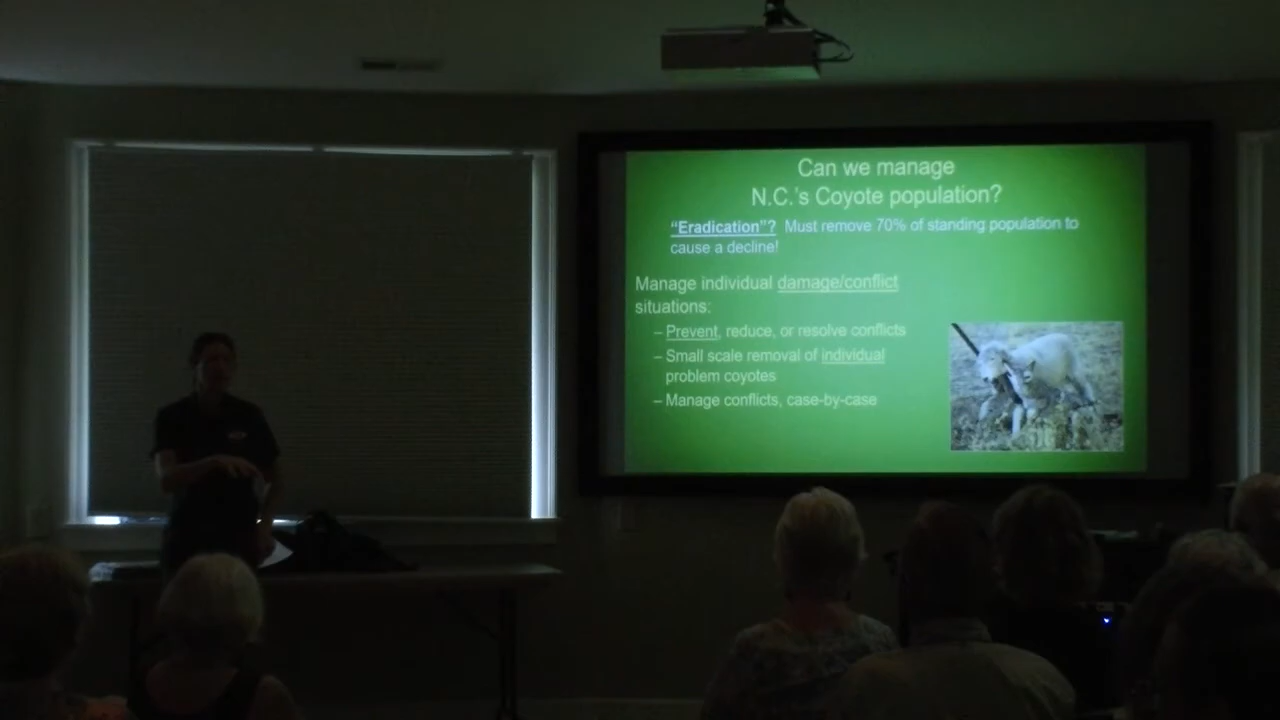 Can we manage
N.C.'s Coyote population?
"Eradication"? Must remove 70% of standing population to
cause a decline!
Manage individual damage/conflict
situations:
– Prevent, reduce, or resolve conflicts
– Small scale removal of individual
problem coyotes
– Manage conflicts, case-by-case